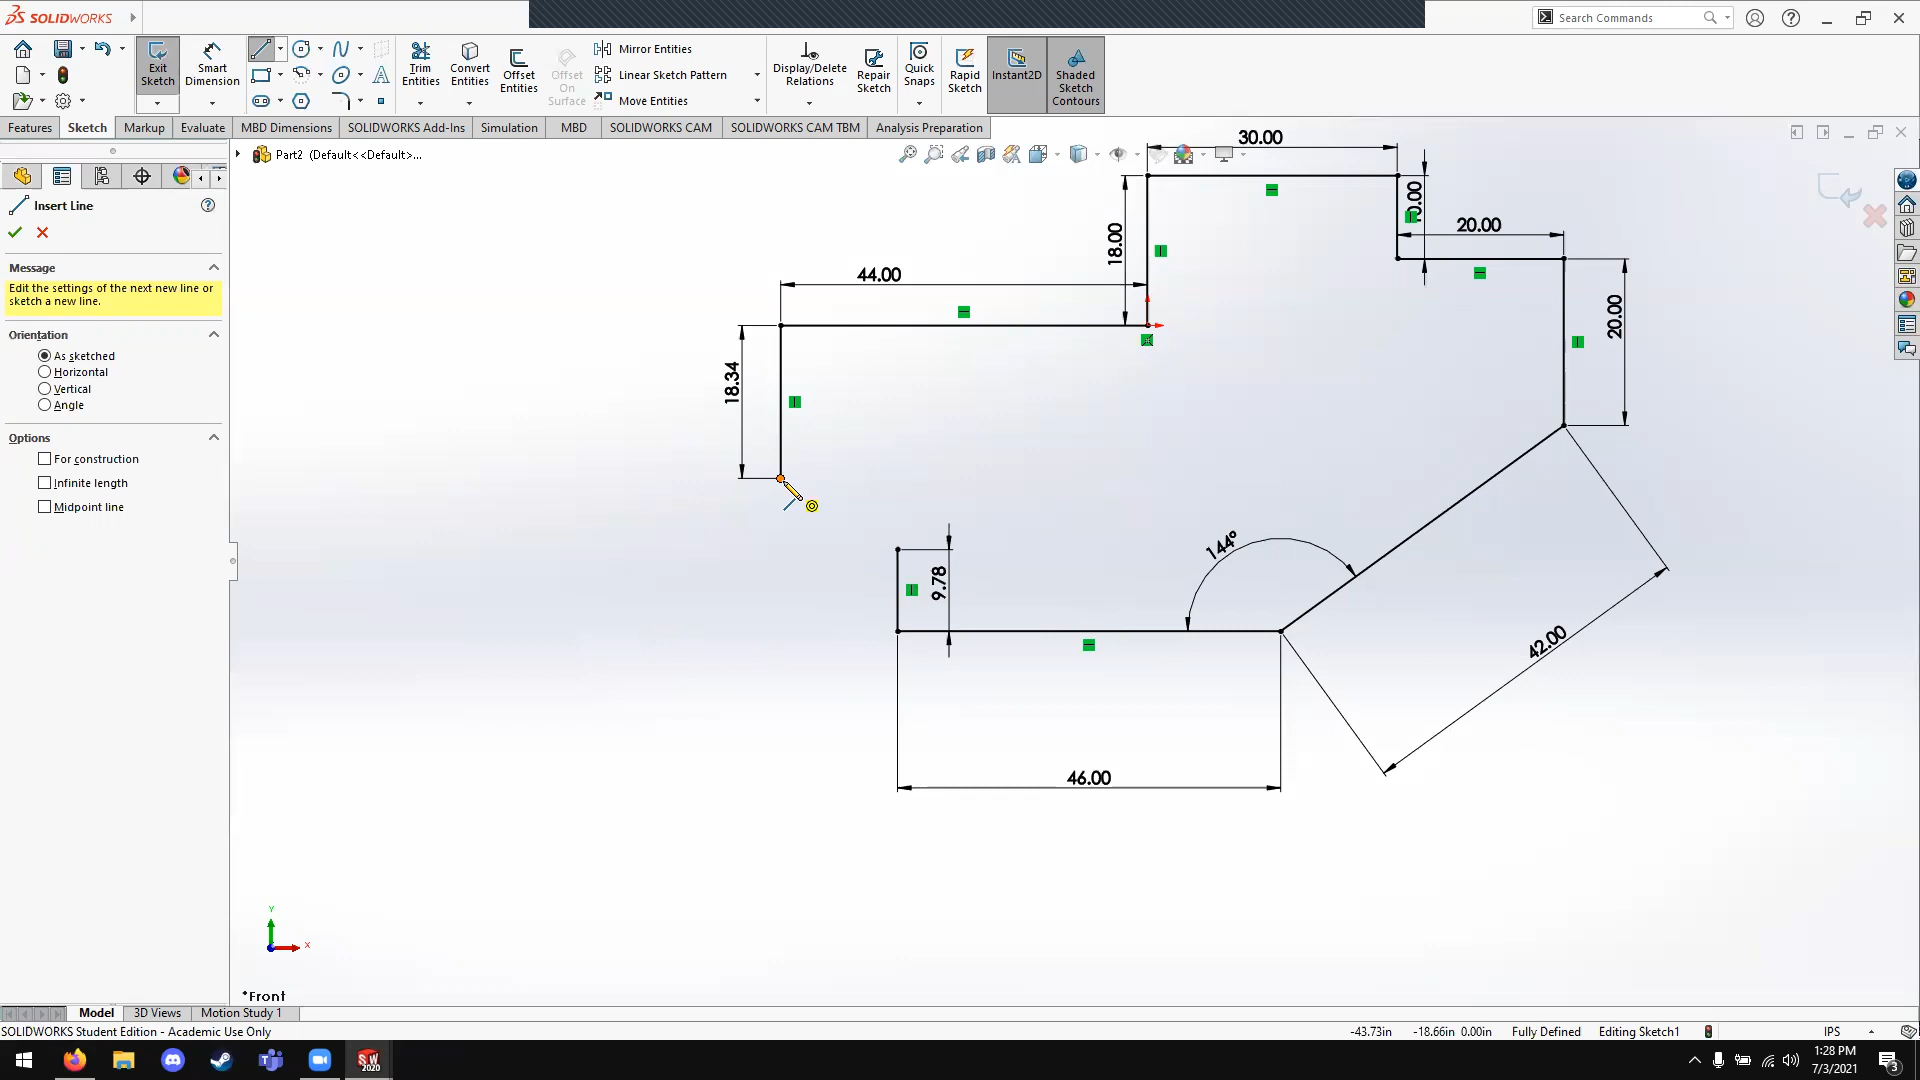 SOLIDWORKS
Search Commands
Exit Sketch
Smart Dimension
Trim Entities
Convert Entities
Offset Entities
Offset On Surface
Mirror Entities
Linear Sketch Pattern
Move Entities
Display/Delete Relations
Repair Sketch
Quick Snaps
Rapid Sketch
Instant2D
Shaded Sketch Contours
Features
Sketch
Markup
Evaluate
MBD Dimensions
SOLIDWORKS Add-Ins
Simulation
MBD
SOLIDWORKS CAM
SOLIDWORKS CAM TBM
Analysis Preparation
Part2 (Default<<Default>...
Insert Line
Message
Edit the settings of the next new line or
sketch a new line.
Orientation
As sketched
Horizontal
Vertical
Angle
Options
For construction
Infinite length
Midpoint line
30.00
18.00
20.00
44.00
20.00
18.34
144°
9.78
42.00
46.00
Y
X
*Front
Model
3D Views
Motion Study 1
SOLIDWORKS Student Edition - Academic Use Only
-43.73in
-18.66in 0.00in
Fully Defined
Editing Sketch1
IPS
SW
2020
1:28 PM
7/3/2021
3